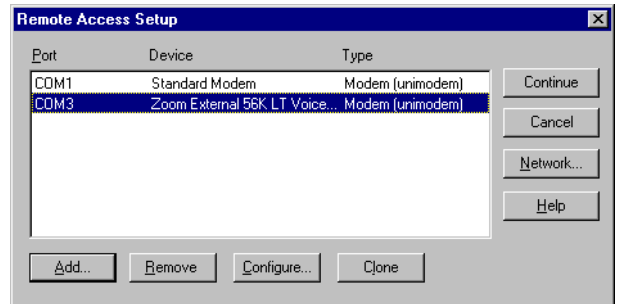 Remote Access Setup
Port Device Type
COM1 Standard Modem Modem (unimodem)
COM3 Zoom External 56K LT Voice... Modem (unimodem)
Continue
Cancel
Network...
Help
Add... Remove Configure... Clone